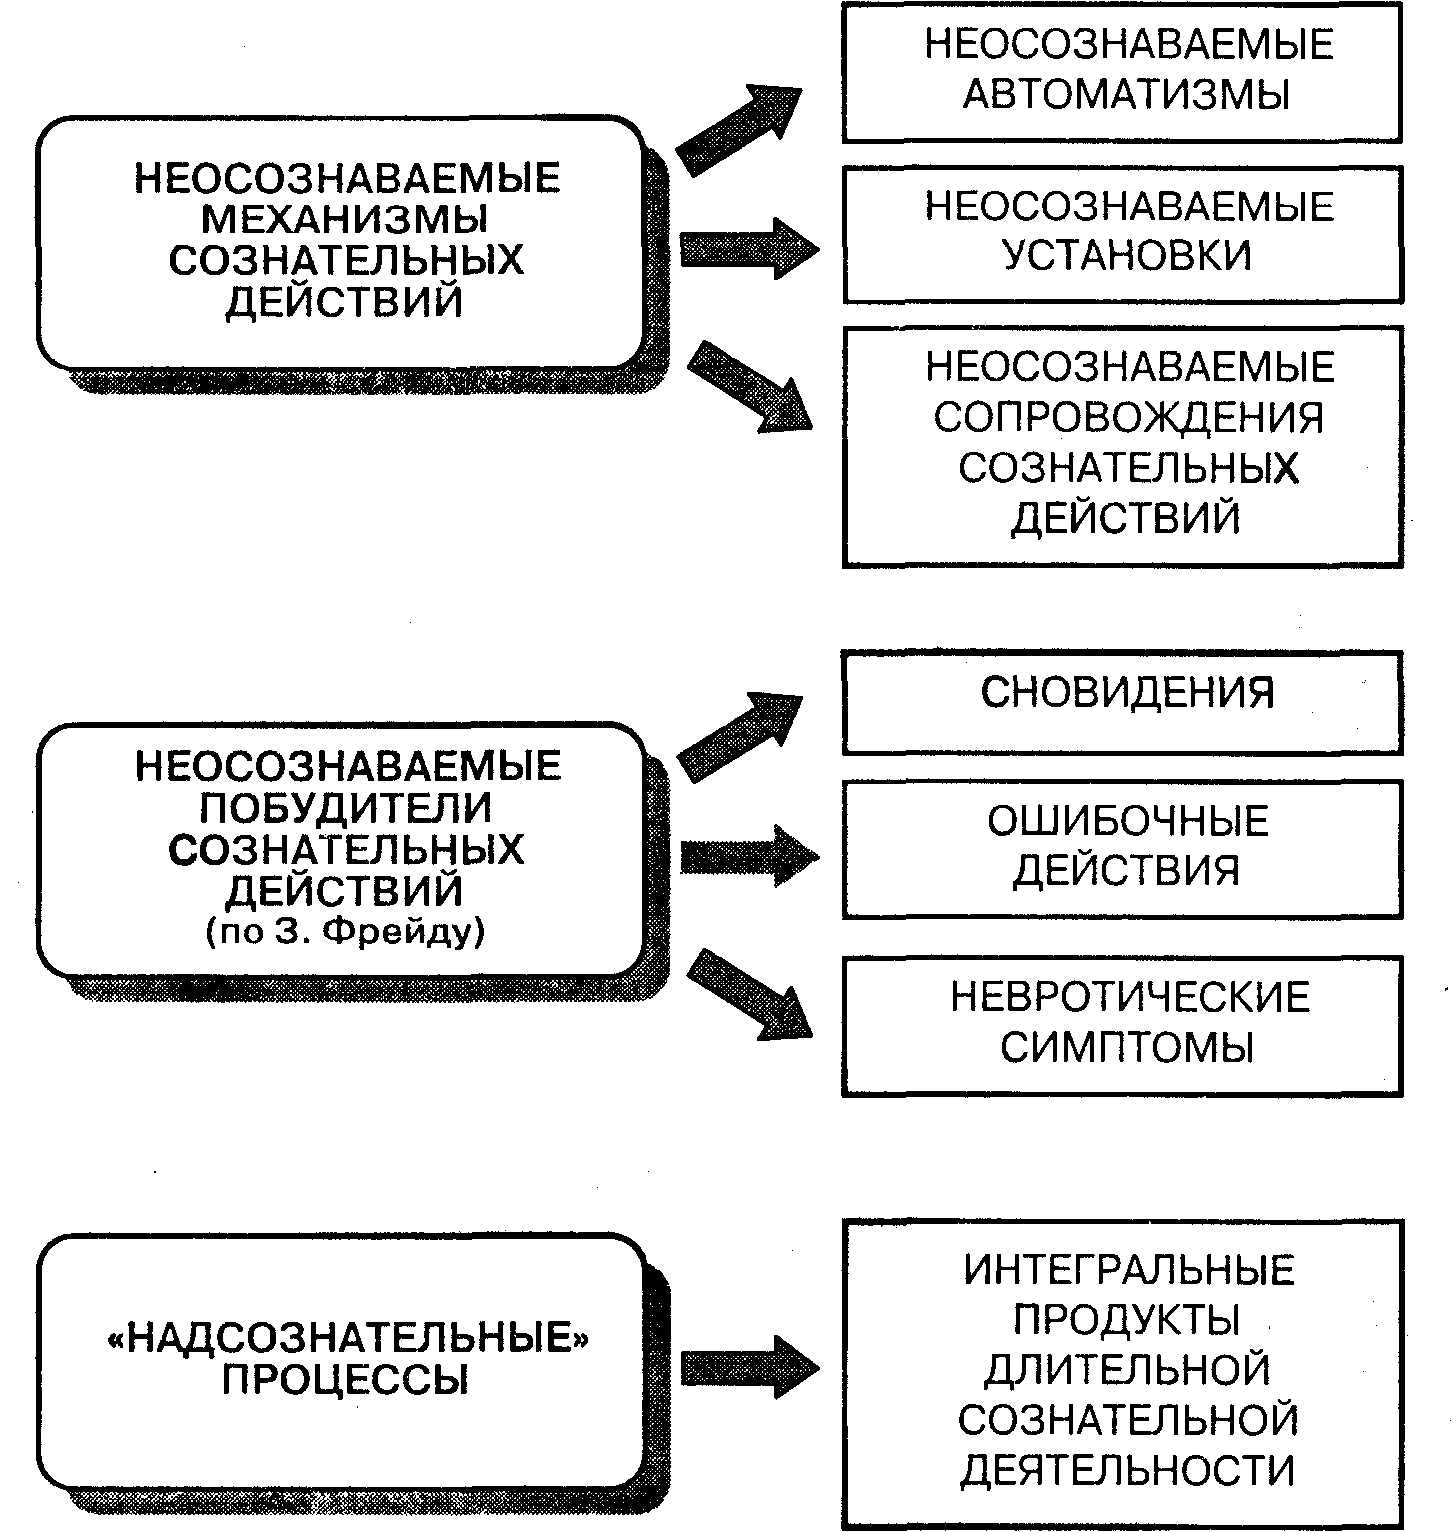 НЕОСОЗНАВАЕМЫЕ
МЕХАНИЗМЫ
СОЗНАТЕЛЬНЫХ
ДЕЙСТВИЙ
НЕОСОЗНАВАЕМЫЕ
АВТОМАТИЗМЫ
НЕОСОЗНАВАЕМЫЕ
УСТАНОВКИ
НЕОСОЗНАВАЕМЫЕ
СОПРОВОЖДЕНИЯ
СОЗНАТЕЛЬНЫХ
ДЕЙСТВИЙ
НЕОСОЗНАВАЕМЫЕ
ПОБУДИТЕЛИ
СОЗНАТЕЛЬНЫХ
ДЕЙСТВИЙ
(по З. Фрейду)
СНОВИДЕНИЯ
ОШИБОЧНЫЕ
ДЕЙСТВИЯ
НЕВРОТИЧЕСКИЕ
СИМПТОМЫ
«НАДСОЗНАТЕЛЬНЫЕ»
ПРОЦЕССЫ
ИНТЕГРАЛЬНЫЕ
ПРОДУКТЫ
ДЛИТЕЛЬНОЙ
СОЗНАТЕЛЬНОЙ
ДЕЯТЕЛЬНОСТИ